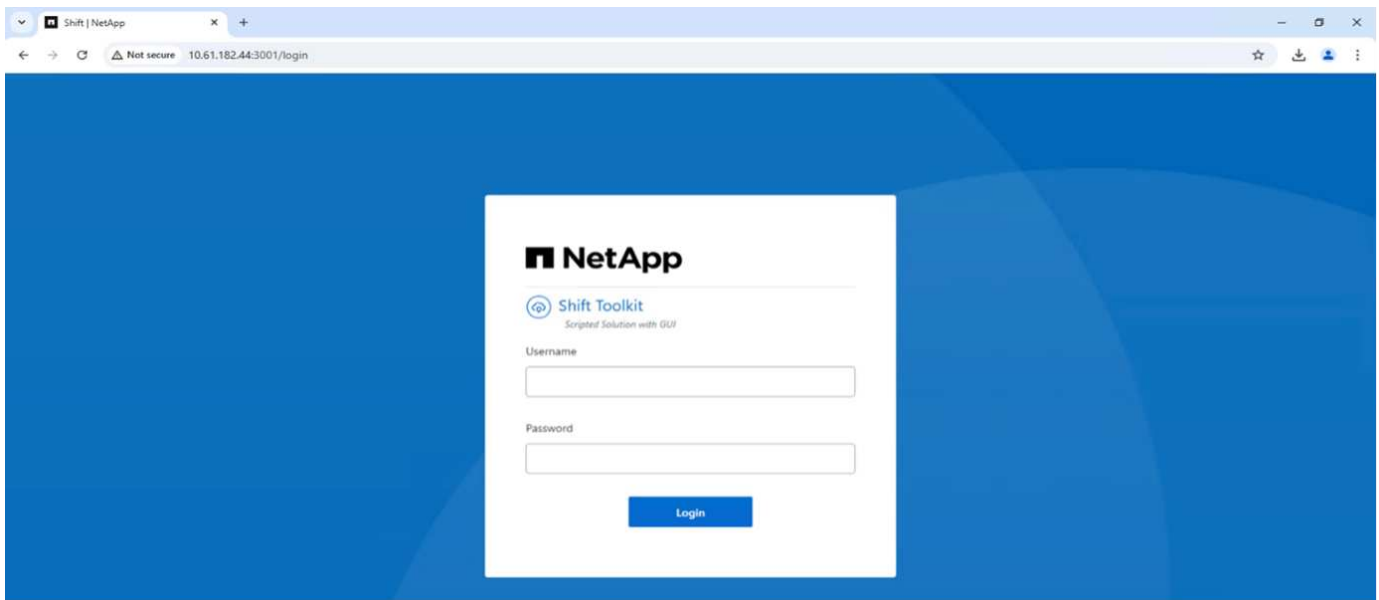 Shift | NetApp
Not secure 10.61.182.44:3001/login
NetApp
Shift Toolkit
Scripted Solution with GUI
Username
Password
Login